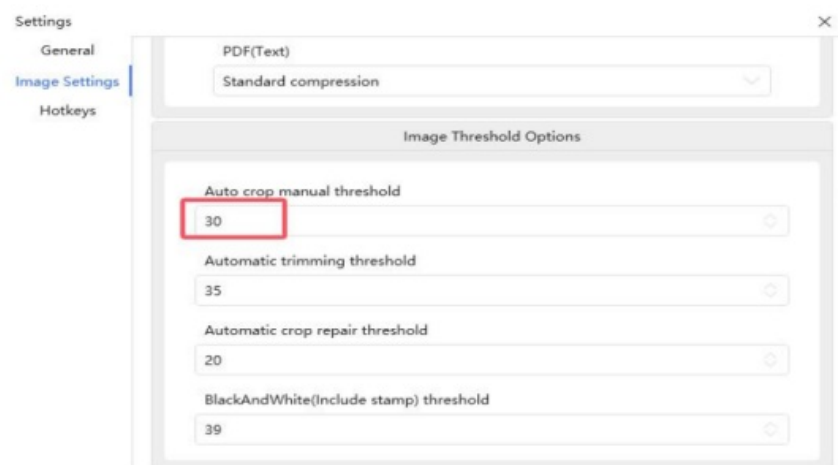 Settings
General
Image Settings
Hotkeys
PDF(Text)
Standard compression
Image Threshold Options
Auto crop manual threshold
30
Automatic trimming threshold
35
Automatic crop repair threshold
20
BlackAndWhite(Include stamp) threshold
39